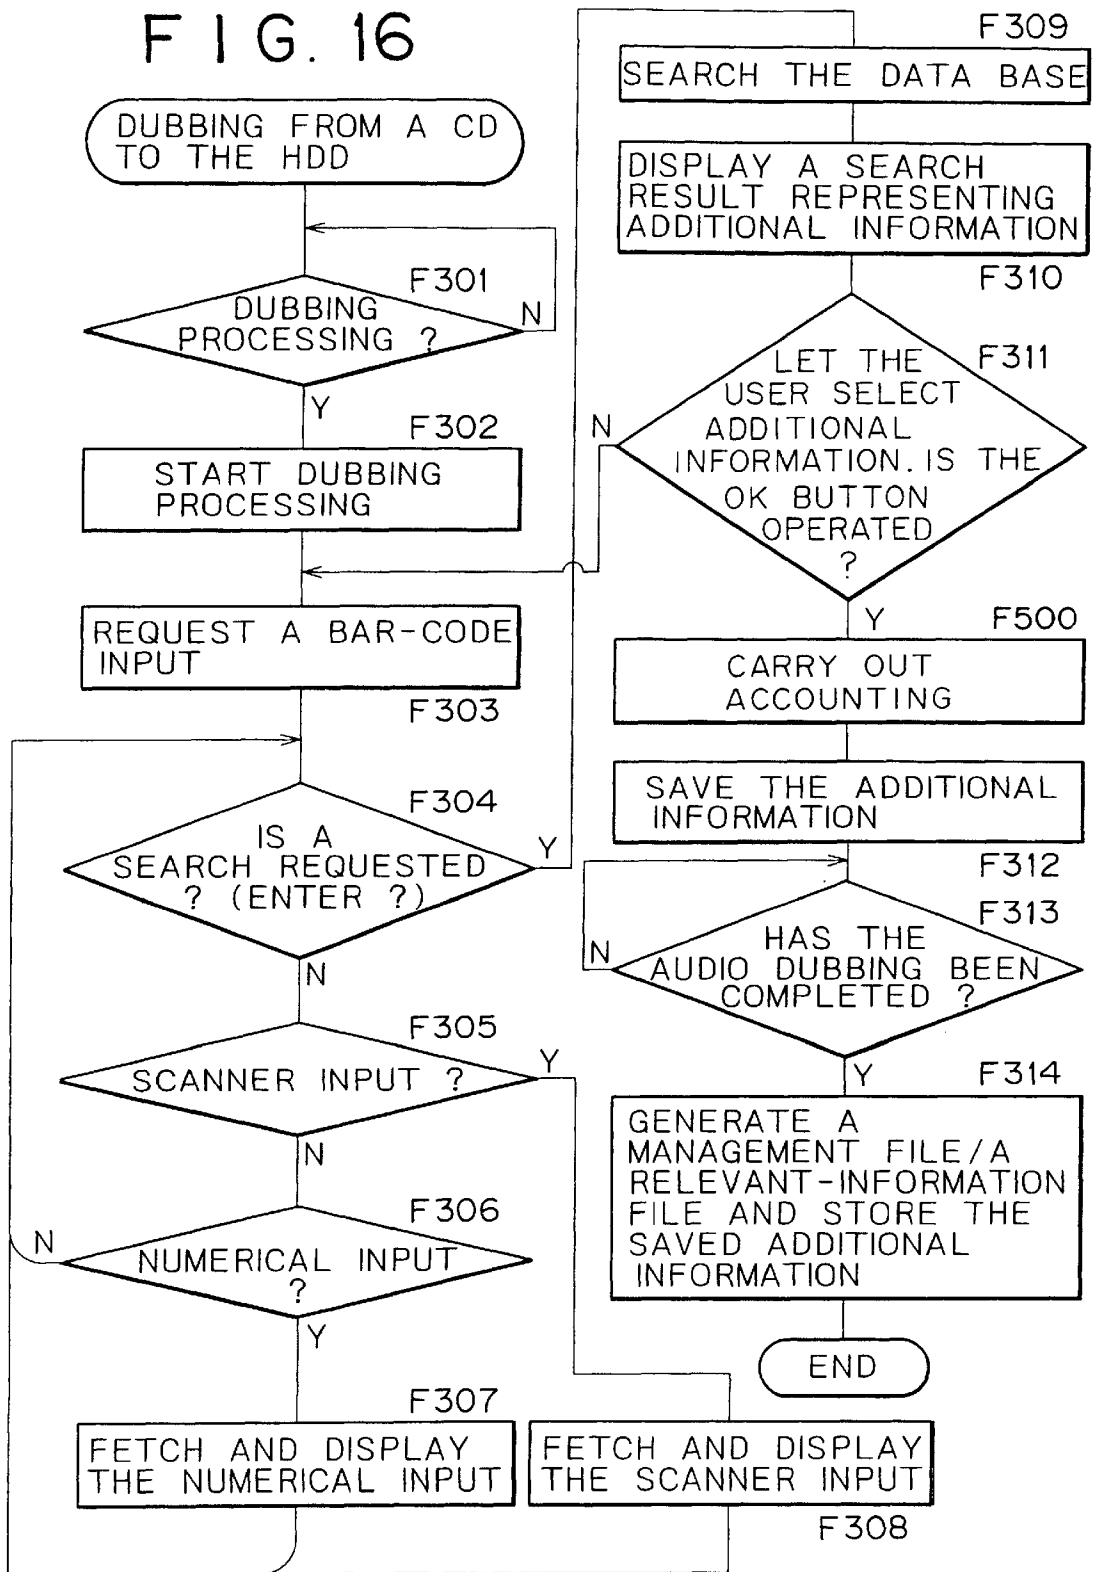 FIG. 16
DUBBING FROM A CD
TO THE HDD
F301
DUBBING
PROCESSING ?
N
Y
F302
START DUBBING
PROCESSING
REQUEST A BAR-CODE
INPUT
F303
F304
IS A
SEARCH REQUESTED
? (ENTER ?)
Y
N
F305
SCANNER INPUT ?
Y
N
F306
NUMERICAL INPUT
?
N
Y
F307
FETCH AND DISPLAY
THE NUMERICAL INPUT
FETCH AND DISPLAY
THE SCANNER INPUT
F308
F309
SEARCH THE DATA BASE
DISPLAY A SEARCH
RESULT REPRESENTING
ADDITIONAL INFORMATION
F310
F311
LET THE
USER SELECT
ADDITIONAL
INFORMATION. IS THE
OK BUTTON
OPERATED
?
N
Y
F500
CARRY OUT
ACCOUNTING
SAVE THE ADDITIONAL
INFORMATION
F312
F313
HAS THE
AUDIO DUBBING BEEN
COMPLETED ?
N
Y
F314
GENERATE A
MANAGEMENT FILE/A
RELEVANT-INFORMATION
FILE AND STORE THE
SAVED ADDITIONAL
INFORMATION
END